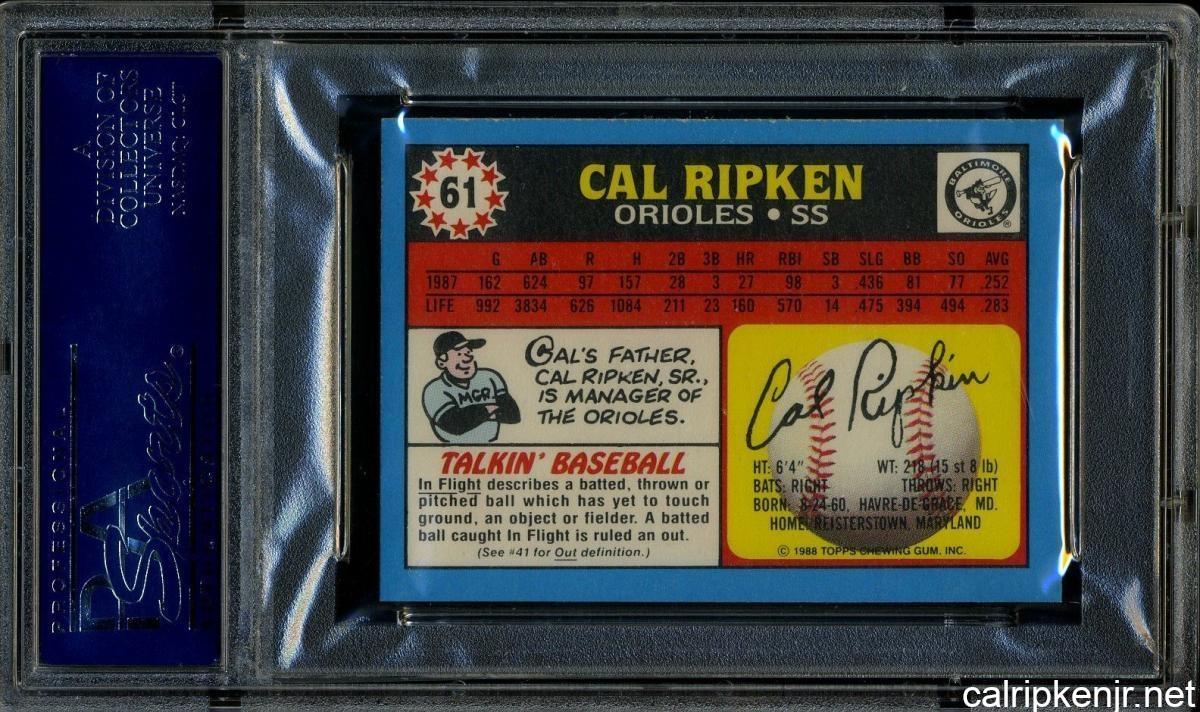 A
DIVISION OF
COLLECTORS
UNIVERSE
NASDAQ: CLCT
PROFESSIONAL
PSA
Sports
61
CAL RIPKEN
ORIOLES • SS
BALTIMORE
ORIOLES
®
G AB R H 2B 3B HR RBI SB SLG BB SO AVG
1987 162 624 97 157 28 3 27 98 3 .436 81 77 .252
LIFE 992 3834 626 1084 211 23 160 570 14 .475 394 494 .283
MGR.
CAL'S FATHER,
CAL RIPKEN, SR.,
IS MANAGER OF
THE ORIOLES.
TALKIN' BASEBALL
In Flight describes a batted, thrown or
pitched ball which has yet to touch
ground, an object or fielder. A batted
ball caught In Flight is ruled an out.
(See #41 for Out definition.)
Cal Ripkin
HT: 6'4" WT: 218 (15 st 8 lb)
BATS: RIGHT THROWS: RIGHT
BORN: 8-24-60, HAVRE-DE-GRACE, MD.
HOME: REISTERSTOWN, MARYLAND
© 1988 TOPPS CHEWING GUM, INC.
calripkenjr.net